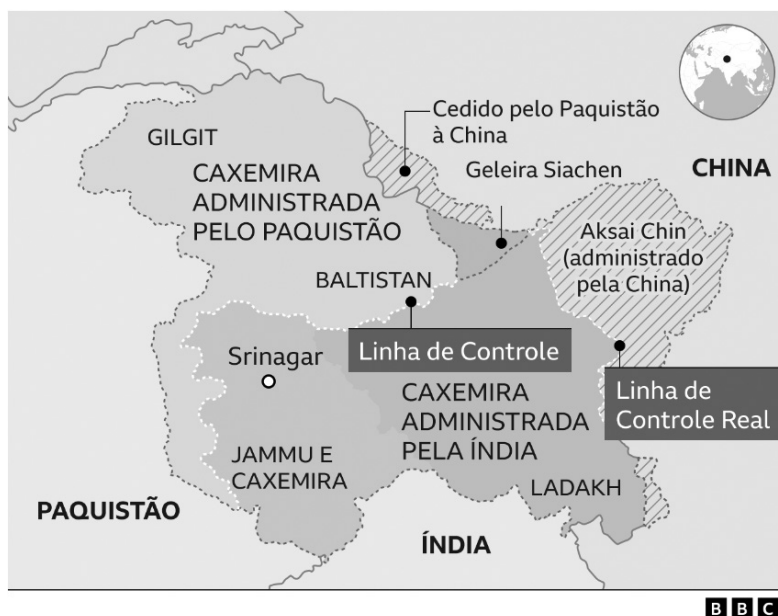 Cedido pelo Paquistão
à China
GILGIT
Geleira Siachen
CHINA
CAXEMIRA
ADMINISTRADA
PELO PAQUISTÃO
Aksai Chin
(administrado
pela China)
BALTISTAN
Linha de Controle
Srinagar
Linha de
Controle Real
CAXEMIRA
ADMINISTRADA
PELA ÍNDIA
JAMMU E
CAXEMIRA
LADAKH
PAQUISTÃO
ÍNDIA
BBC